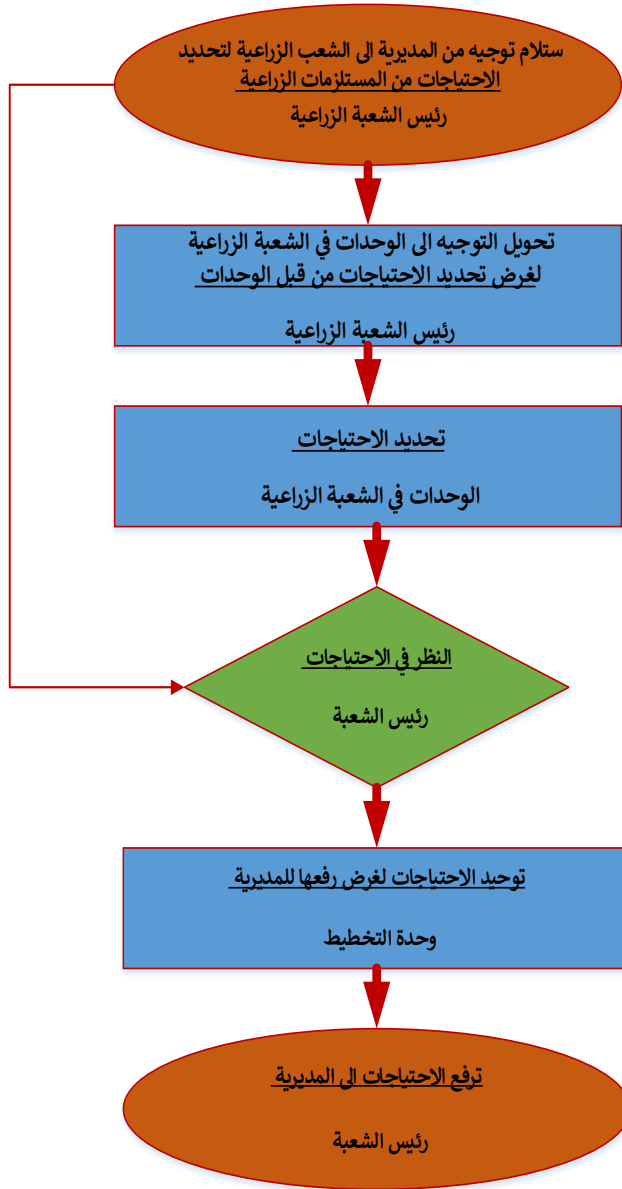 ستلام توجيه من المديرية الى الشعب الزراعية لتحديد
الاحتياجات من المستلزمات الزراعية
رئيس الشعبة الزراعية
تحويل التوجيه الى الوحدات في الشعبة الزراعية
لغرض تحديد الاحتياجات من قبل الوحدات
رئيس الشعبة الزراعية
تحديد الاحتياجات
الوحدات في الشعبة الزراعية
النظر في الاحتياجات
رئيس الشعبة
توحيد الاحتياجات لغرض رفعها للمديرية
وحدة التخطيط
ترفع الاحتياجات الى المديرية
رئيس الشعبة